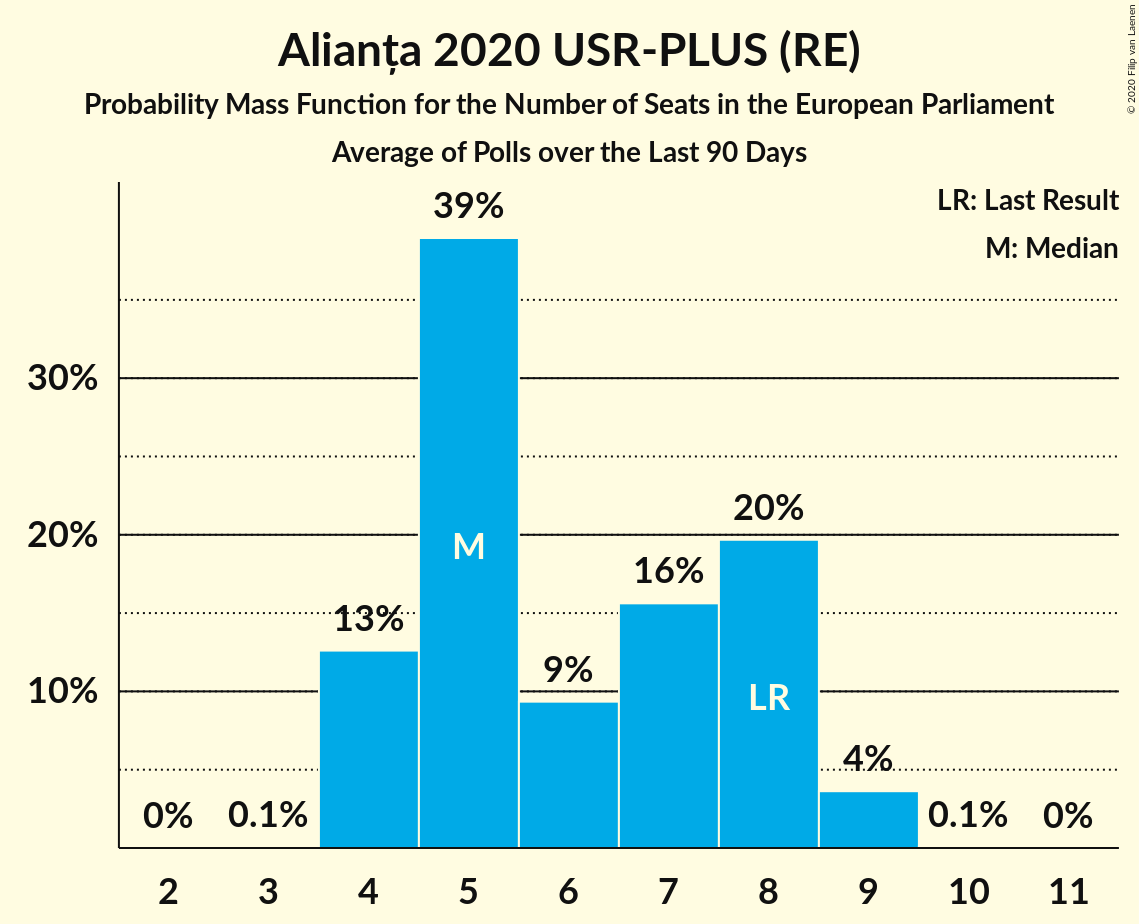 Alianța 2020 USR-PLUS (RE)
Probability Mass Function for the Number of Seats in the European Parliament
Average of Polls over the Last 90 Days
© 2020 Filip van Laenen
LR: Last Result
M: Median
39%
30%
20%
10%
M
20%
16%
13%
9%
LR
4%
0%
0.1%
0.1%
0%
2 3 4 5 6 7 8 9 10 11